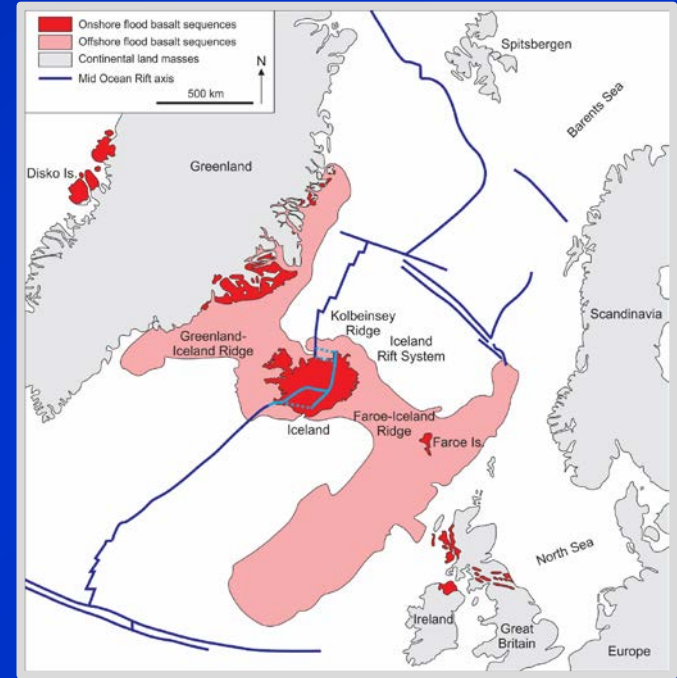 Onshore flood basalt sequences
Offshore flood basalt sequences
Continental land masses
Mid Ocean Rift axis
N
500 km
Spitsbergen
Barents Sea
Disko Is.
Greenland
Scandinavia
Kolbeinsey
Ridge
Greenland-
Iceland Ridge
Iceland
Rift System
Iceland
Faroe-Iceland
Ridge
Faroe Is.
North Sea
Ireland
Great
Britain
Europe